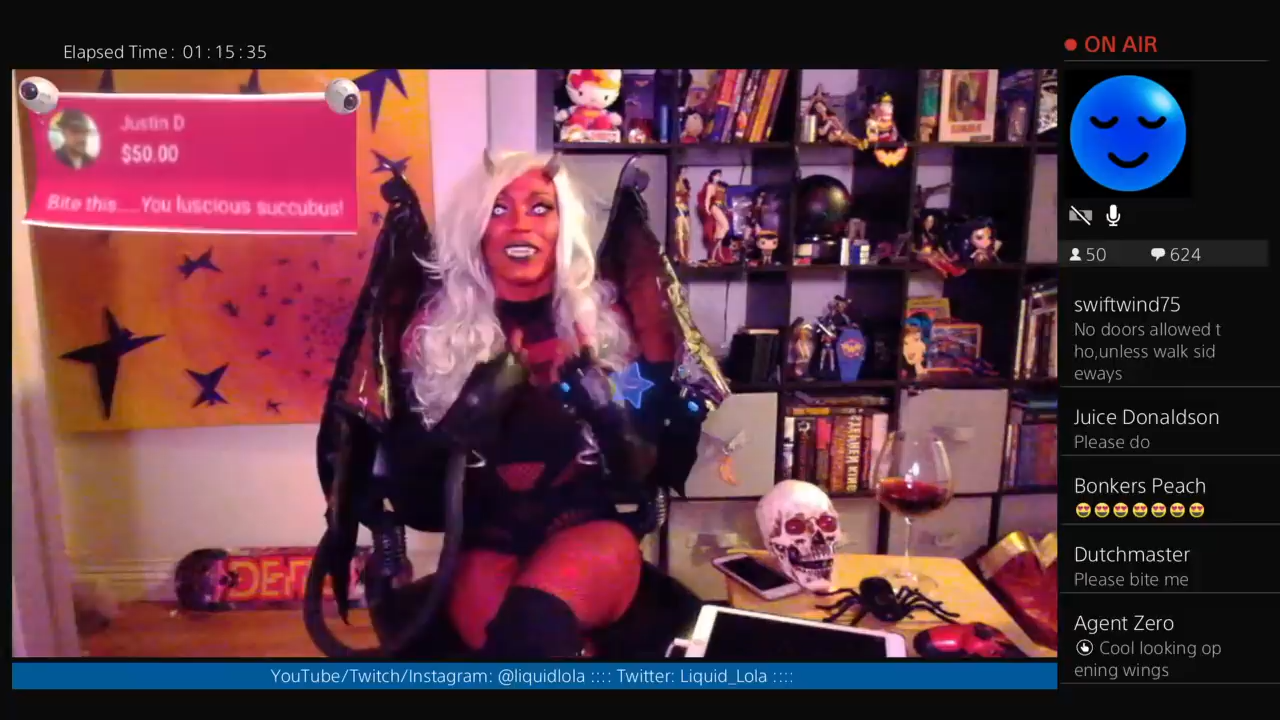 Elapsed Time: 01:15:35
ON AIR
Justin D
$50.00
Bite this.....You luscious succubus!
50 624
swiftwind75
No doors allowed t
ho,unless walk sid
eways
Juice Donaldson
Please do
Bonkers Peach
Dutchmaster
Please bite me
Agent Zero
Cool looking op
ening wings
YouTube/Twitch/Instagram: @liquidlola :::: Twitter: Liquid_Lola ::::